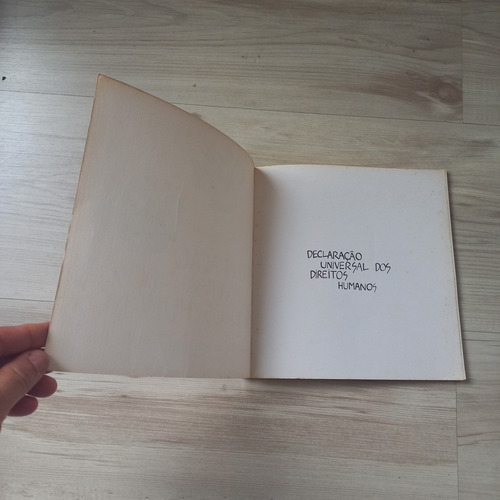 DECLARAÇÃO
UNIVERSAL DOS
DIREITOS
HUMANOS